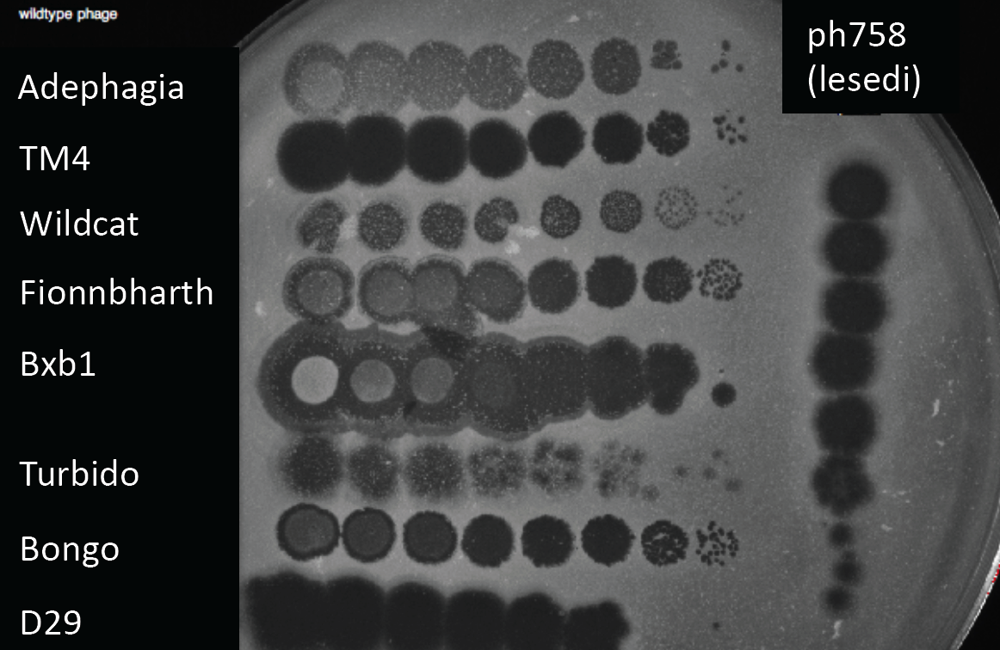 wildtype phage
ph758
(lesedi)
Adephagia
TM4
Wildcat
Fionnbharth
Bxb1
Turbido
Bongo
D29